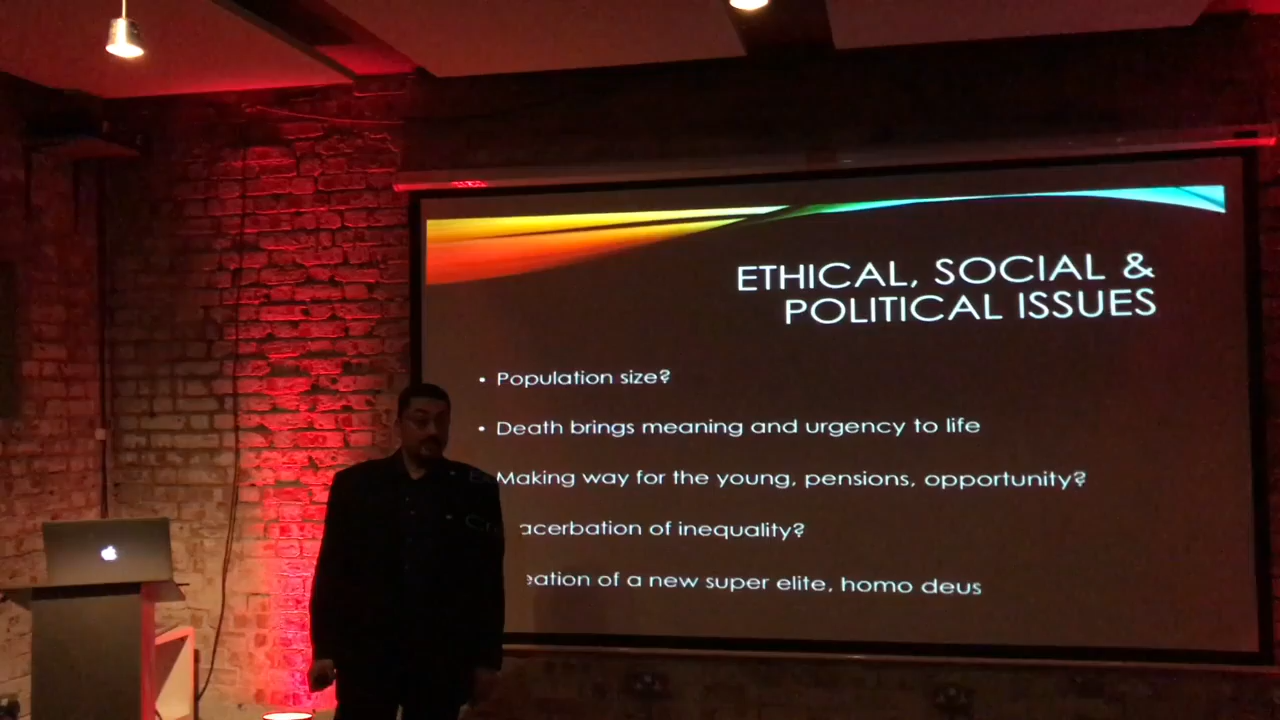 ETHICAL, SOCIAL &
POLITICAL ISSUES
• Population size?
• Death brings meaning and urgency to life
Making way for the young, pensions, opportunity?
acerbation of inequality?
eation of a new super elite, homo deus